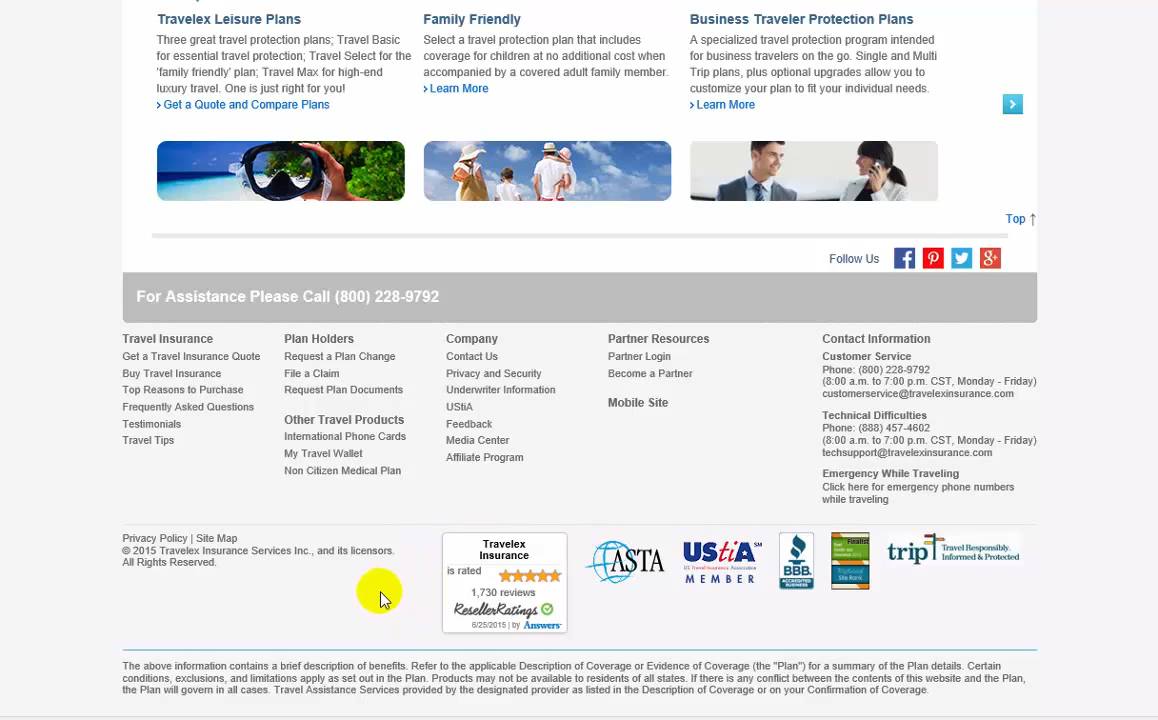 Travelex Leisure Plans
Three great travel protection plans; Travel Basic
for essential travel protection; Travel Select for the
'family friendly' plan; Travel Max for high-end
luxury travel. One is just right for you!
Get a Quote and Compare Plans
Family Friendly
Select a travel protection plan that includes
coverage for children at no additional cost when
accompanied by a covered adult family member.
Learn More
Business Traveler Protection Plans
A specialized travel protection program intended
for business travelers on the go. Single and Multi
Trip plans, plus optional upgrades allow you to
customize your plan to fit your individual needs.
Learn More
Top ↑
Follow Us
For Assistance Please Call (800) 228-9792
Travel Insurance
Get a Travel Insurance Quote
Buy Travel Insurance
Top Reasons to Purchase
Frequently Asked Questions
Testimonials
Travel Tips
Plan Holders
Request a Plan Change
File a Claim
Request Plan Documents
Other Travel Products
International Phone Cards
My Travel Wallet
Non Citizen Medical Plan
Company
Contact Us
Privacy and Security
Underwriter Information
UStiA
Feedback
Media Center
Affiliate Program
Partner Resources
Partner Login
Become a Partner
Mobile Site
Contact Information
Customer Service
Phone: (800) 228-9792
(8:00 a.m. to 7:00 p.m. CST, Monday - Friday)
customerservice@travelexinsurance.com
Technical Difficulties
Phone: (888) 457-4602
(8:00 a.m. to 7:00 p.m. CST, Monday - Friday)
techsupport@travelexinsurance.com
Emergency While Traveling
Click here for emergency phone numbers
while traveling
Privacy Policy | Site Map
© 2015 Travelex Insurance Services Inc., and its licensors.
All Rights Reserved.
Travelex
Insurance
is rated
1,730 reviews
ResellerRatings
6/25/2015 | by Answers
ASTA
UStiA
US Travel Insurance Association
MEMBER
BBB
ACCREDITED
BUSINESS
Finalist
Site Rank
trip
Travel Responsibly,
Informed & Protected
The above information contains a brief description of benefits. Refer to the applicable Description of Coverage or Evidence of Coverage (the "Plan") for a summary of the Plan details. Certain
conditions, exclusions, and limitations apply as set out in the Plan. Products may not be available to residents of all states. If there is any conflict between the contents of this website and the Plan,
the Plan will govern in all cases. Travel Assistance Services provided by the designated provider as listed in the Description of Coverage or on your Confirmation of Coverage.